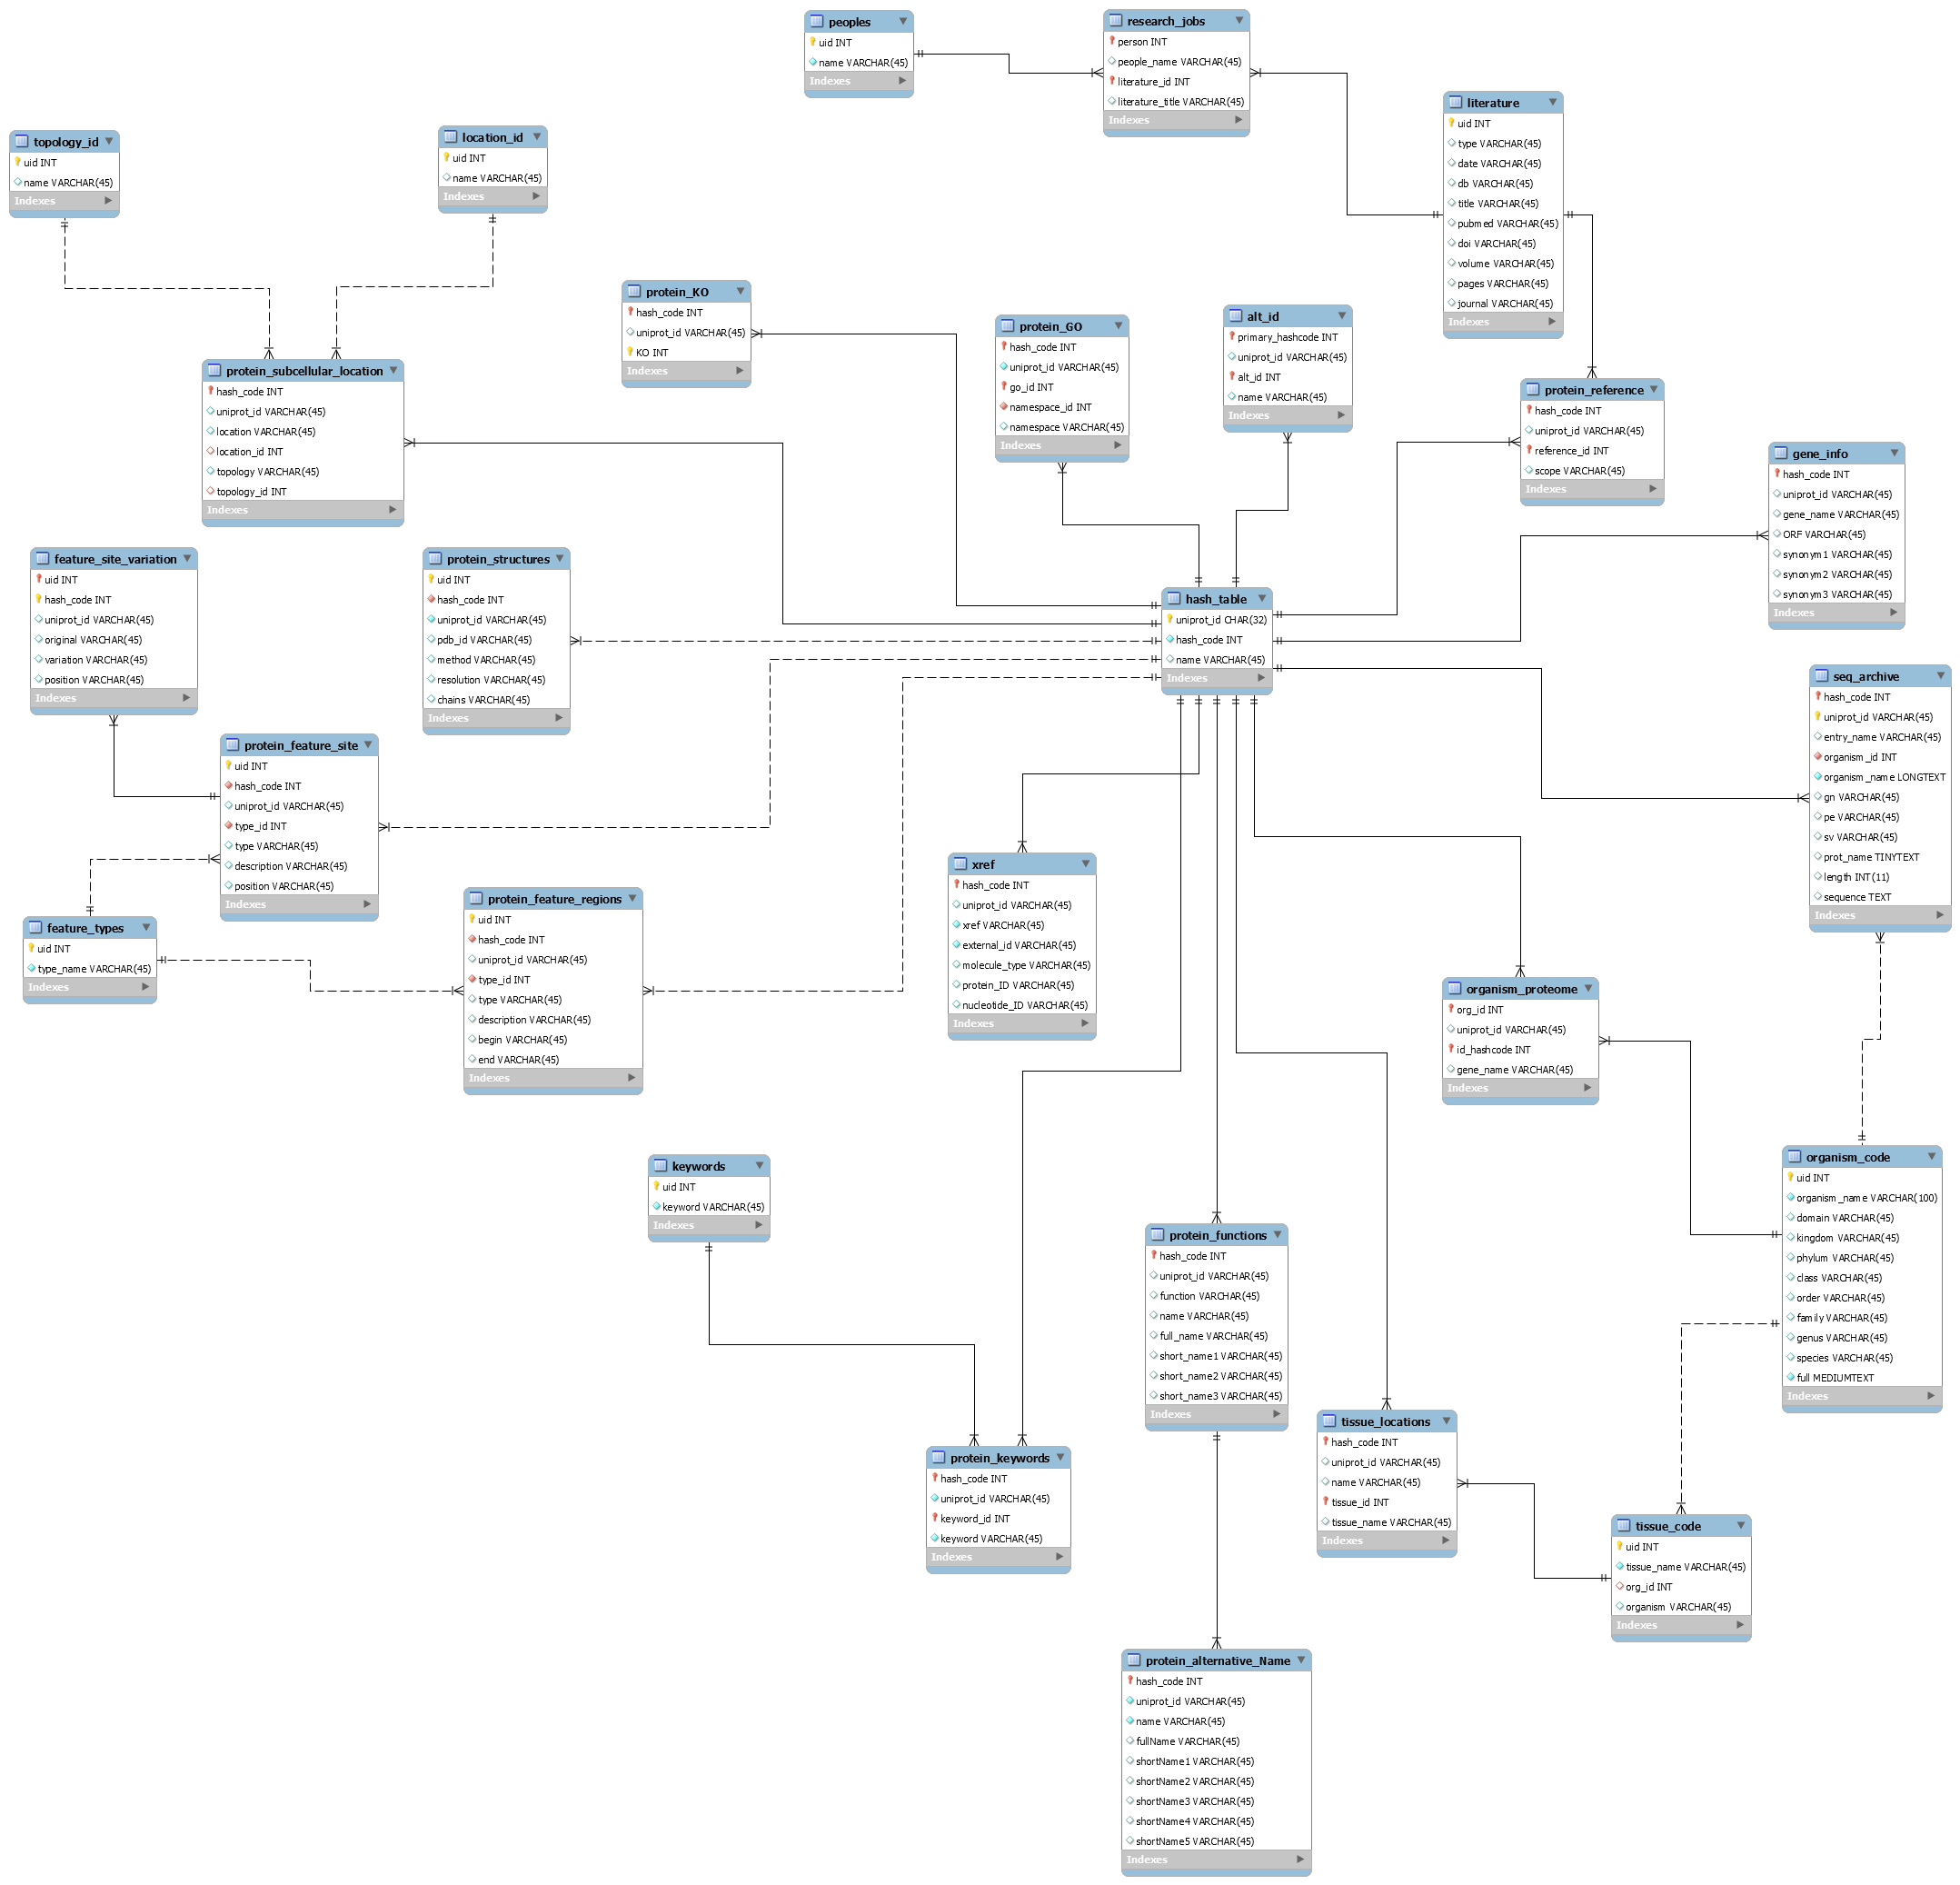 peoples
uid INT
name VARCHAR(45)
Indexes
research_jobs
person INT
people_name VARCHAR(45)
literature_id INT
literature_title VARCHAR(45)
Indexes
literature
uid INT
type VARCHAR(45)
date VARCHAR(45)
db VARCHAR(45)
title VARCHAR(45)
pubmed VARCHAR(45)
doi VARCHAR(45)
volume VARCHAR(45)
pages VARCHAR(45)
journal VARCHAR(45)
Indexes
topology_id
uid INT
name VARCHAR(45)
Indexes
location_id
uid INT
name VARCHAR(45)
Indexes
protein_KO
hash_code INT
uniprot_id VARCHAR(45)
KO INT
Indexes
protein_GO
hash_code INT
uniprot_id VARCHAR(45)
go_id INT
namespace_id INT
namespace VARCHAR(45)
Indexes
alt_id
primary_hashcode INT
uniprot_id VARCHAR(45)
alt_id INT
name VARCHAR(45)
Indexes
protein_subcellular_location
hash_code INT
uniprot_id VARCHAR(45)
location VARCHAR(45)
location_id INT
topology VARCHAR(45)
topology_id INT
Indexes
protein_reference
hash_code INT
uniprot_id VARCHAR(45)
reference_id INT
scope VARCHAR(45)
Indexes
gene_info
hash_code INT
uniprot_id VARCHAR(45)
gene_name VARCHAR(45)
ORF VARCHAR(45)
synonym1 VARCHAR(45)
synonym2 VARCHAR(45)
synonym3 VARCHAR(45)
Indexes
feature_site_variation
uid INT
hash_code INT
uniprot_id VARCHAR(45)
original VARCHAR(45)
variation VARCHAR(45)
position VARCHAR(45)
Indexes
protein_structures
uid INT
hash_code INT
uniprot_id VARCHAR(45)
pdb_id VARCHAR(45)
method VARCHAR(45)
resolution VARCHAR(45)
chains VARCHAR(45)
Indexes
hash_table
uniprot_id CHAR(32)
hash_code INT
name VARCHAR(45)
Indexes
seq_archive
hash_code INT
uniprot_id VARCHAR(45)
entry_name VARCHAR(45)
organism_id INT
organism_name LONGTEXT
gn VARCHAR(45)
pe VARCHAR(45)
sv VARCHAR(45)
prot_name TINYTEXT
length INT(11)
sequence TEXT
Indexes
protein_feature_site
uid INT
hash_code INT
uniprot_id VARCHAR(45)
type_id INT
type VARCHAR(45)
description VARCHAR(45)
position VARCHAR(45)
Indexes
feature_types
uid INT
type_name VARCHAR(45)
Indexes
protein_feature_regions
uid INT
hash_code INT
uniprot_id VARCHAR(45)
type_id INT
type VARCHAR(45)
description VARCHAR(45)
begin VARCHAR(45)
end VARCHAR(45)
Indexes
xref
hash_code INT
uniprot_id VARCHAR(45)
xref VARCHAR(45)
external_id VARCHAR(45)
molecule_type VARCHAR(45)
protein_ID VARCHAR(45)
nucleotide_ID VARCHAR(45)
Indexes
organism_proteome
org_id INT
uniprot_id VARCHAR(45)
id_hashcode INT
gene_name VARCHAR(45)
Indexes
organism_code
uid INT
organism_name VARCHAR(100)
domain VARCHAR(45)
kingdom VARCHAR(45)
phylum VARCHAR(45)
class VARCHAR(45)
order VARCHAR(45)
family VARCHAR(45)
genus VARCHAR(45)
species VARCHAR(45)
full MEDIUMTEXT
Indexes
keywords
uid INT
keyword VARCHAR(45)
Indexes
protein_functions
hash_code INT
uniprot_id VARCHAR(45)
function VARCHAR(45)
name VARCHAR(45)
full_name VARCHAR(45)
short_name1 VARCHAR(45)
short_name2 VARCHAR(45)
short_name3 VARCHAR(45)
Indexes
tissue_locations
hash_code INT
uniprot_id VARCHAR(45)
name VARCHAR(45)
tissue_id INT
tissue_name VARCHAR(45)
Indexes
protein_keywords
hash_code INT
uniprot_id VARCHAR(45)
keyword_id INT
keyword VARCHAR(45)
Indexes
tissue_code
uid INT
tissue_name VARCHAR(45)
org_id INT
organism VARCHAR(45)
Indexes
protein_alternative_Name
hash_code INT
uniprot_id VARCHAR(45)
name VARCHAR(45)
fullName VARCHAR(45)
shortName1 VARCHAR(45)
shortName2 VARCHAR(45)
shortName3 VARCHAR(45)
shortName4 VARCHAR(45)
shortName5 VARCHAR(45)
Indexes